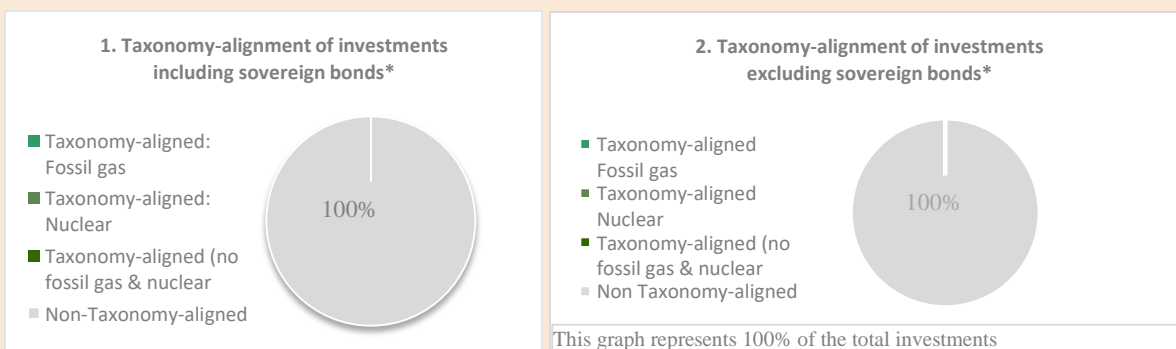 1. Taxonomy-alignment of investments
including sovereign bonds*
Taxonomy-aligned:
Fossil gas
Taxonomy-aligned:
Nuclear
Taxonomy-aligned (no
fossil gas & nuclear
Non-Taxonomy-aligned
100%
2. Taxonomy-alignment of investments
excluding sovereign bonds*
Taxonomy-aligned
Fossil gas
Taxonomy-aligned
Nuclear
Taxonomy-aligned (no
fossil gas & nuclear
Non Taxonomy-aligned
100%
This graph represents 100% of the total investments